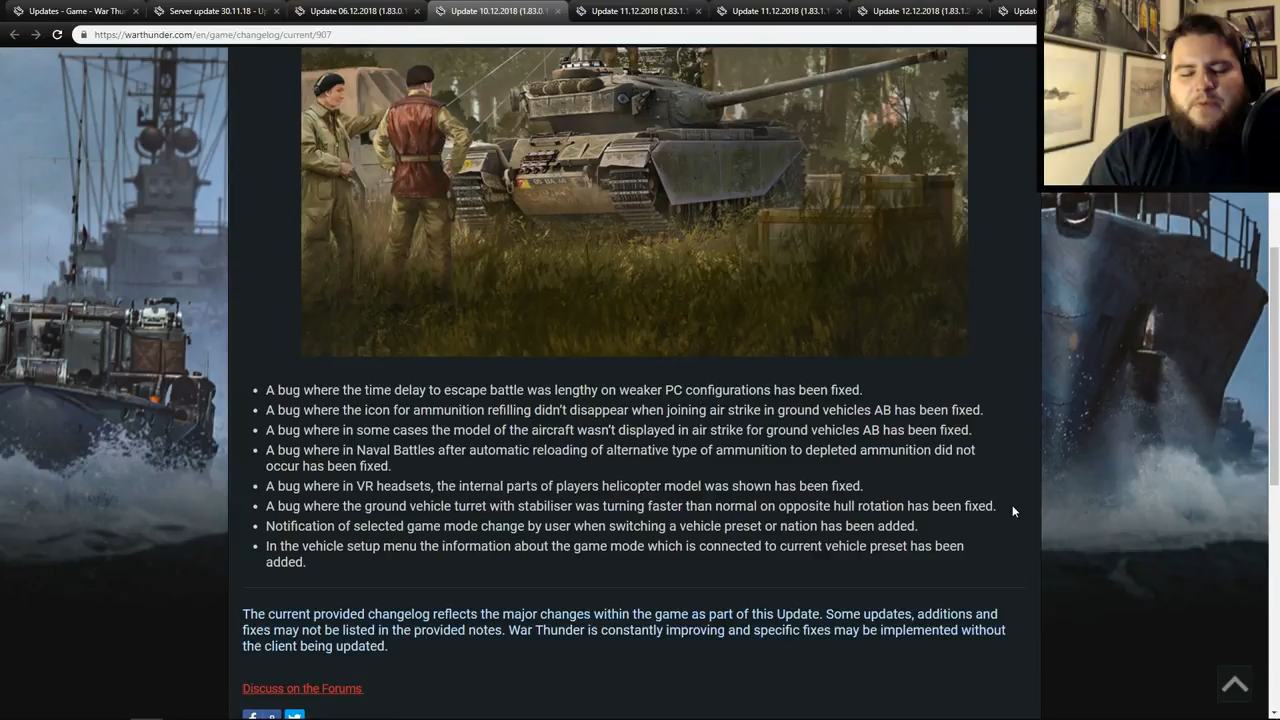 Updates - Game - War Thu
Server update 30.11.18 - U
Update 06.12.2018 (1.83.0.
Update 10.12.2018 (1.83.0.
Update 11.12.2018 (1.83.1.
Update 11.12.2018 (1.83.1.
Update 12.12.2018 (1.83.1.
Upda
https://warthunder.com/en/game/changelog/current/907
• A bug where the time delay to escape battle was lengthy on weaker PC configurations has been fixed.
• A bug where the icon for ammunition refilling didn't disappear when joining air strike in ground vehicles AB has been fixed.
• A bug where in some cases the model of the aircraft wasn't displayed in air strike for ground vehicles AB has been fixed.
• A bug where in Naval Battles after automatic reloading of alternative type of ammunition to depleted ammunition did not
occur has been fixed.
• A bug where in VR headsets, the internal parts of players helicopter model was shown has been fixed.
• A bug where the ground vehicle turret with stabiliser was turning faster than normal on opposite hull rotation has been fixed.
• Notification of selected game mode change by user when switching a vehicle preset or nation has been added.
• In the vehicle setup menu the information about the game mode which is connected to current vehicle preset has been
added.
The current provided changelog reflects the major changes within the game as part of this Update. Some updates, additions and
fixes may not be listed in the provided notes. War Thunder is constantly improving and specific fixes may be implemented without
the client being updated.
Discuss on the Forums